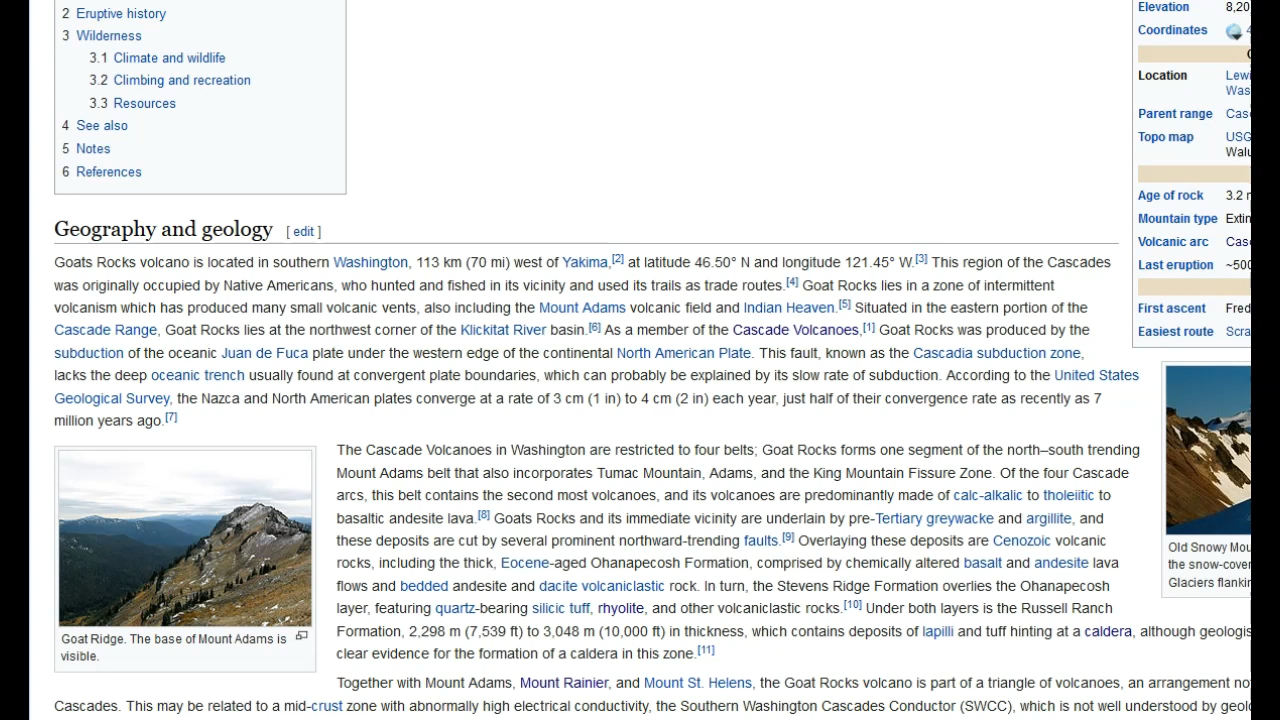 2 Eruptive history
3 Wilderness
3.1 Climate and wildlife
3.2 Climbing and recreation
3.3 Resources
4 See also
5 Notes
6 References
Elevation 8,20
Coordinates
Location Lewi
Was
Parent range Casc
Topo map USG
Walu
Age of rock 3.2 m
Mountain type Extin
Volcanic arc Casc
Last eruption ~500
First ascent Fred
Easiest route Scra
Geography and geology [ edit ]
Goats Rocks volcano is located in southern Washington, 113 km (70 mi) west of Yakima,[2] at latitude 46.50° N and longitude 121.45° W.[3] This region of the Cascades
was originally occupied by Native Americans, who hunted and fished in its vicinity and used its trails as trade routes.[4] Goat Rocks lies in a zone of intermittent
volcanism which has produced many small volcanic vents, also including the Mount Adams volcanic field and Indian Heaven.[5] Situated in the eastern portion of the
Cascade Range, Goat Rocks lies at the northwest corner of the Klickitat River basin.[6] As a member of the Cascade Volcanoes,[1] Goat Rocks was produced by the
subduction of the oceanic Juan de Fuca plate under the western edge of the continental North American Plate. This fault, known as the Cascadia subduction zone,
lacks the deep oceanic trench usually found at convergent plate boundaries, which can probably be explained by its slow rate of subduction. According to the United States
Geological Survey, the Nazca and North American plates converge at a rate of 3 cm (1 in) to 4 cm (2 in) each year, just half of their convergence rate as recently as 7
million years ago.[7]
The Cascade Volcanoes in Washington are restricted to four belts; Goat Rocks forms one segment of the north–south trending
Mount Adams belt that also incorporates Tumac Mountain, Adams, and the King Mountain Fissure Zone. Of the four Cascade
arcs, this belt contains the second most volcanoes, and its volcanoes are predominantly made of calc-alkalic to tholeiitic to
basaltic andesite lava.[8] Goats Rocks and its immediate vicinity are underlain by pre-Tertiary greywacke and argillite, and
these deposits are cut by several prominent northward-trending faults.[9] Overlaying these deposits are Cenozoic volcanic
rocks, including the thick, Eocene-aged Ohanapecosh Formation, comprised by chemically altered basalt and andesite lava
flows and bedded andesite and dacite volcaniclastic rock. In turn, the Stevens Ridge Formation overlies the Ohanapecosh
layer, featuring quartz-bearing silicic tuff, rhyolite, and other volcaniclastic rocks.[10] Under both layers is the Russell Ranch
Formation, 2,298 m (7,539 ft) to 3,048 m (10,000 ft) in thickness, which contains deposits of lapilli and tuff hinting at a caldera, although geologis
clear evidence for the formation of a caldera in this zone.[11]
Goat Ridge. The base of Mount Adams is
visible.
Old Snowy Mou
the snow-cover
Glaciers flankin
Together with Mount Adams, Mount Rainier, and Mount St. Helens, the Goat Rocks volcano is part of a triangle of volcanoes, an arrangement no
Cascades. This may be related to a mid-crust zone with abnormally high electrical conductivity, the Southern Washington Cascades Conductor (SWCC), which is not well understood by geol